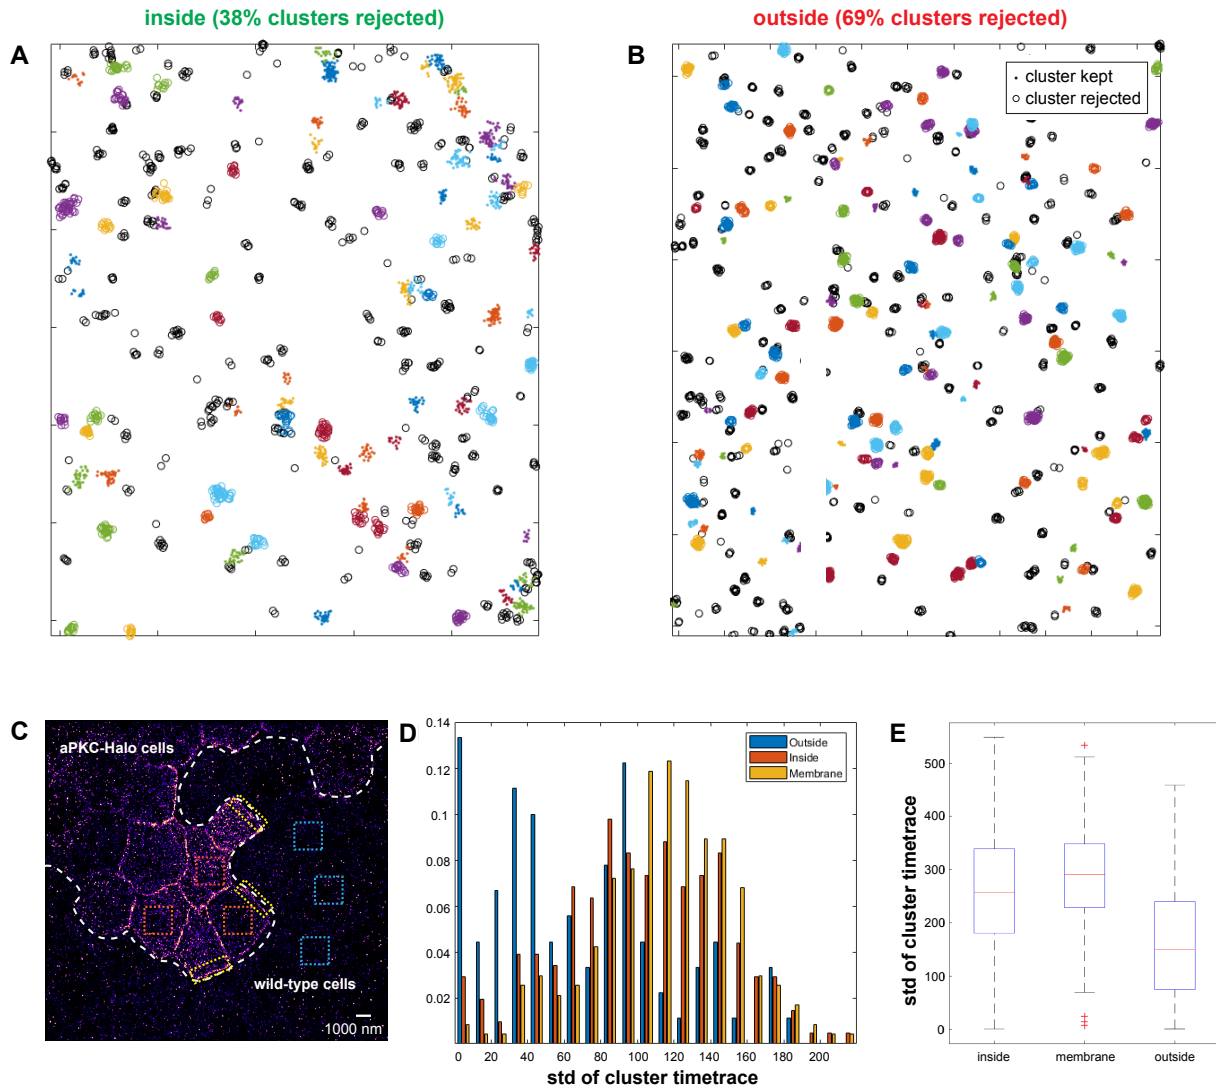 inside (38% clusters rejected)
outside (69% clusters rejected)
A
B
cluster kept
cluster rejected
C
aPKC-Halo cells
wild-type cells
1000 nm
D
0.14
0.12
0.1
0.08
0.06
0.04
0.02
Outside
Inside
Membrane
0 20 40 60 80 100 120 140 160 180 200
std of cluster timetrace
E
std of cluster timetrace
500
400
300
200
100
0
inside membrane outside